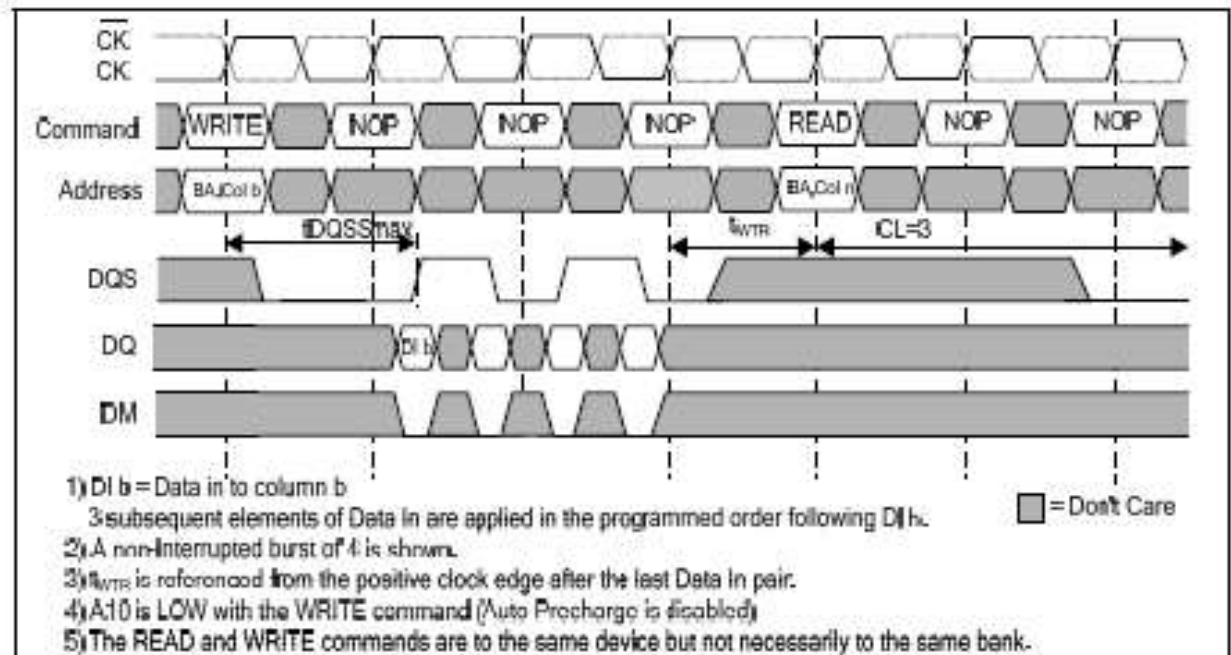 CK
CK
Command WRITE NOP NOP NOP READ NOP NOP
Address BA,Col b BA,Col n
tDQSSmax tWTR CL=3
DQS
DQ DI b
DM
1) DI b = Data in to column b
3 subsequent elements of Data In are applied in the programmed order following DI b.
= Don't Care
2) A non-interrupted burst of 4 is shown.
3) tWTR is referenced from the positive clock edge after the last Data In pair.
4) A10 is LOW with the WRITE command (Auto Precharge is disabled)
5) The READ and WRITE commands are to the same device but not necessarily to the same bank.